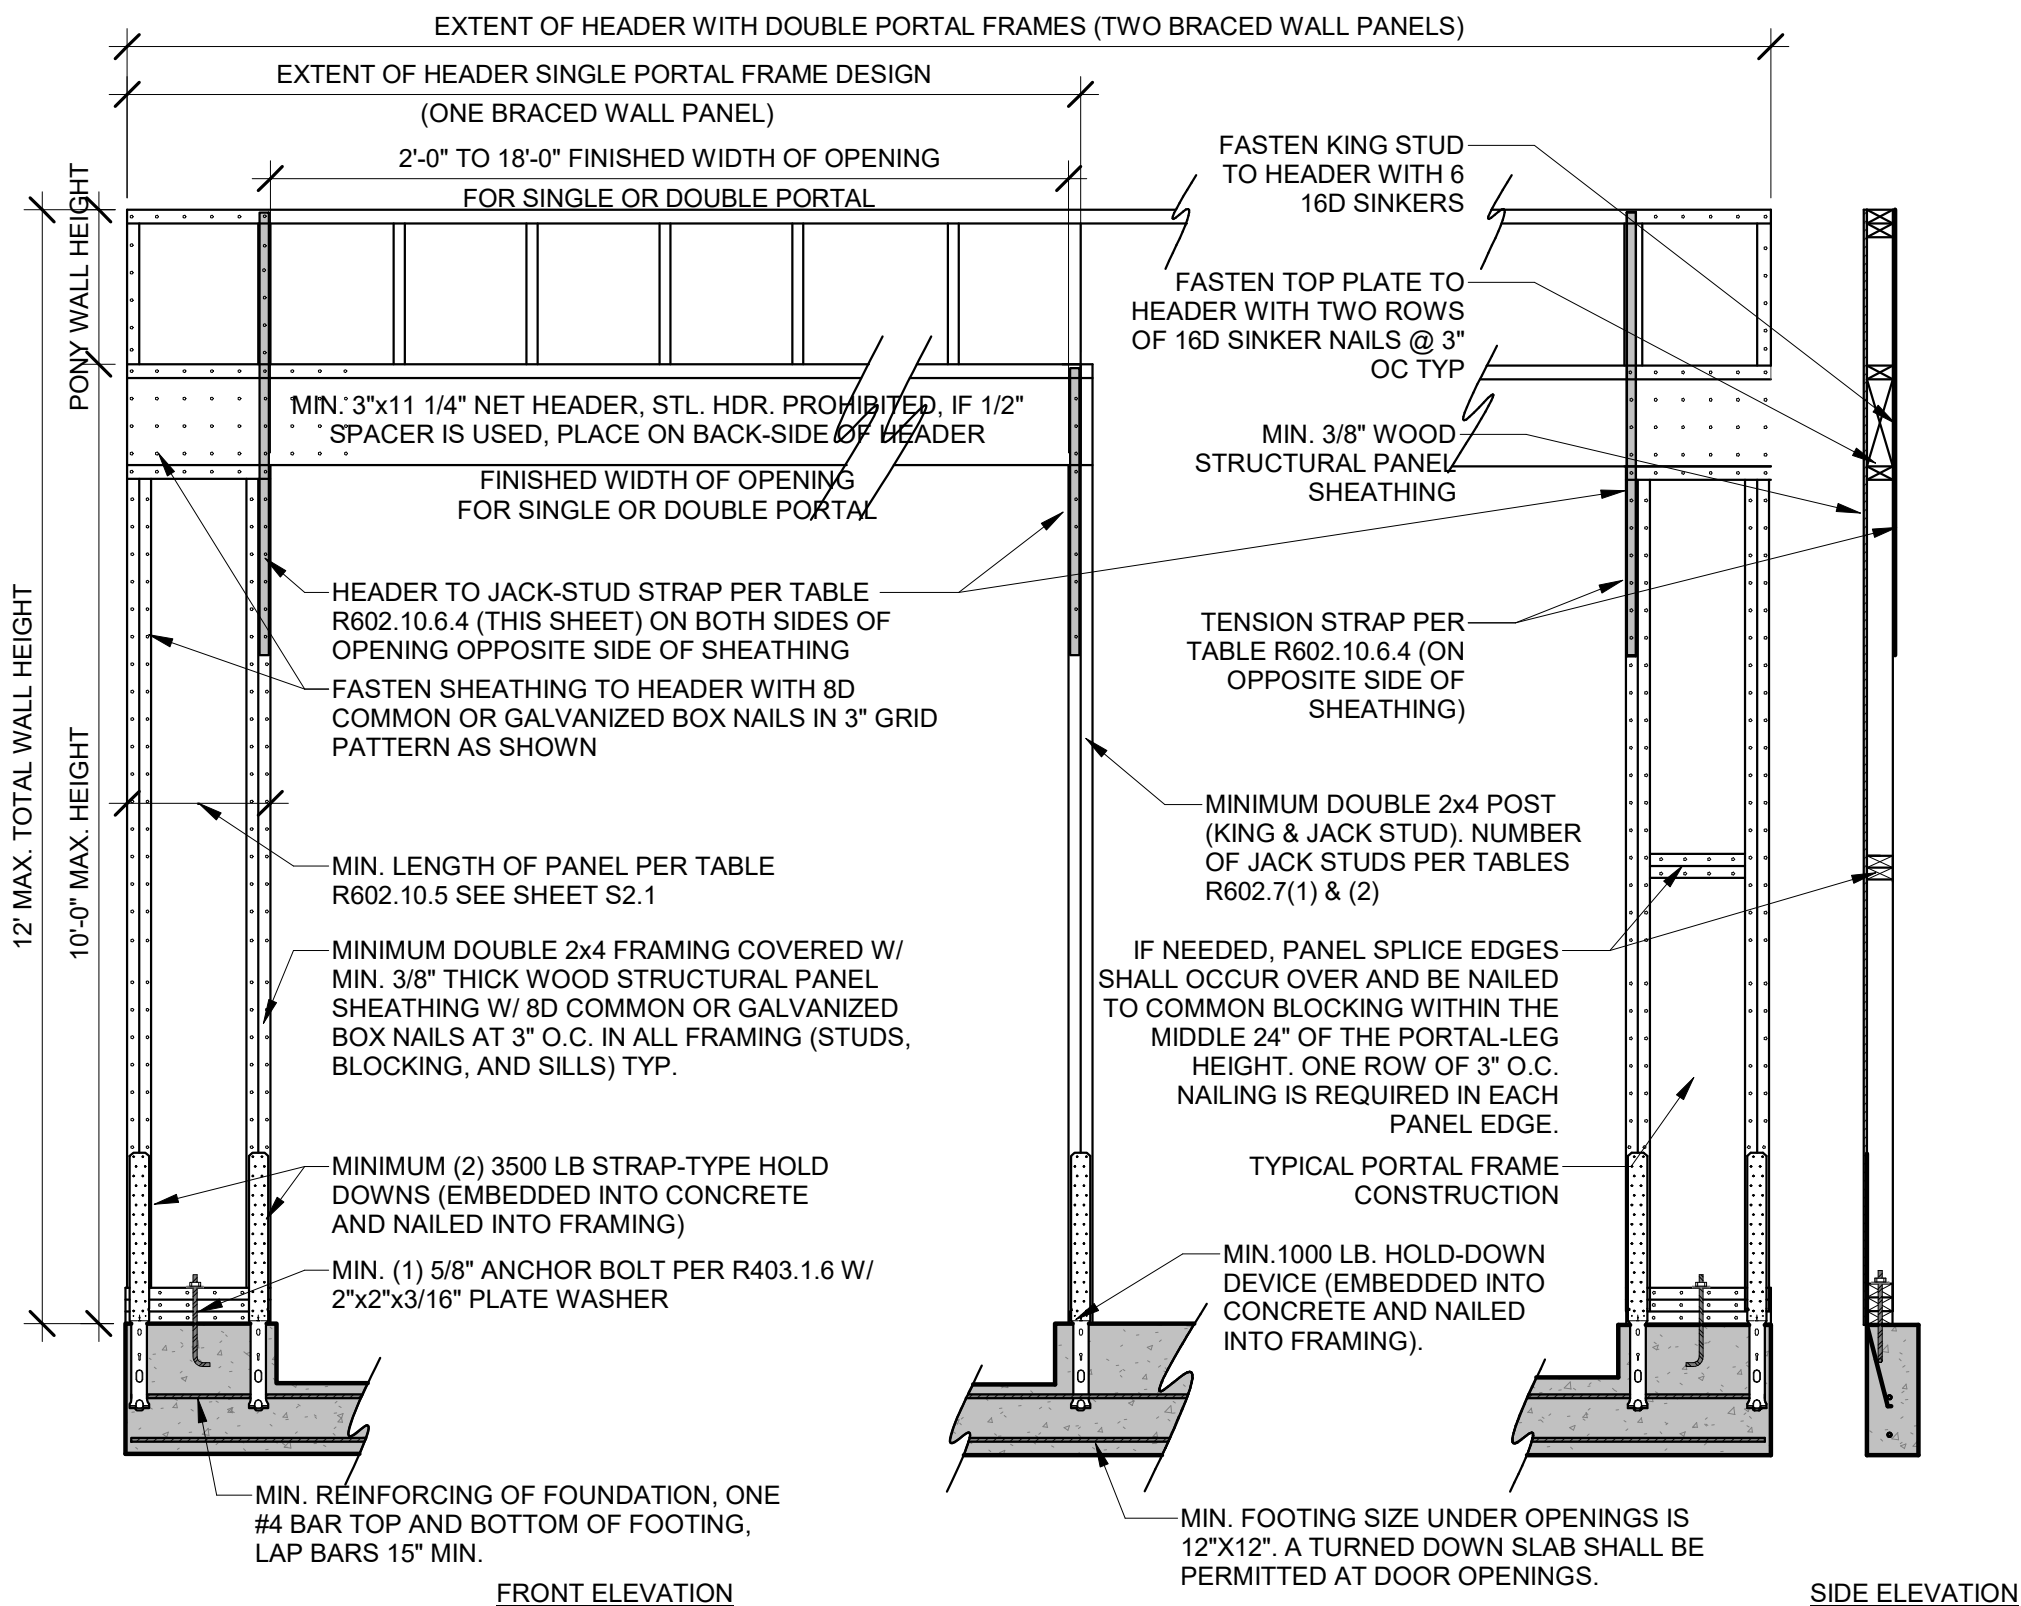 EXTENT OF HEADER WITH DOUBLE PORTAL FRAMES (TWO BRACED WALL PANELS)
EXTENT OF HEADER SINGLE PORTAL FRAME DESIGN
(ONE BRACED WALL PANEL)
2'-0" TO 18'-0" FINISHED WIDTH OF OPENING
FOR SINGLE OR DOUBLE PORTAL
FASTEN KING STUD
TO HEADER WITH 6
16D SINKERS
PONY WALL HEIGHT
FASTEN TOP PLATE TO
HEADER WITH TWO ROWS
OF 16D SINKER NAILS @ 3"
OC TYP
MIN. 3"x11 1/4" NET HEADER, STL. HDR. PROHIBITED, IF 1/2"
SPACER IS USED, PLACE ON BACK-SIDE OF HEADER
FINISHED WIDTH OF OPENING
FOR SINGLE OR DOUBLE PORTAL
MIN. 3/8" WOOD
STRUCTURAL PANEL
SHEATHING
12' MAX. TOTAL WALL HEIGHT
10'-0" MAX. HEIGHT
HEADER TO JACK-STUD STRAP PER TABLE
R602.10.6.4 (THIS SHEET) ON BOTH SIDES OF
OPENING OPPOSITE SIDE OF SHEATHING
TENSION STRAP PER
TABLE R602.10.6.4 (ON
OPPOSITE SIDE OF
SHEATHING)
FASTEN SHEATHING TO HEADER WITH 8D
COMMON OR GALVANIZED BOX NAILS IN 3" GRID
PATTERN AS SHOWN
MINIMUM DOUBLE 2x4 POST
(KING & JACK STUD). NUMBER
OF JACK STUDS PER TABLES
R602.7(1) & (2)
MIN. LENGTH OF PANEL PER TABLE
R602.10.5 SEE SHEET S2.1
MINIMUM DOUBLE 2x4 FRAMING COVERED W/
MIN. 3/8" THICK WOOD STRUCTURAL PANEL
SHEATHING W/ 8D COMMON OR GALVANIZED
BOX NAILS AT 3" O.C. IN ALL FRAMING (STUDS,
BLOCKING, AND SILLS) TYP.
IF NEEDED, PANEL SPLICE EDGES
SHALL OCCUR OVER AND BE NAILED
TO COMMON BLOCKING WITHIN THE
MIDDLE 24" OF THE PORTAL-LEG
HEIGHT. ONE ROW OF 3" O.C.
NAILING IS REQUIRED IN EACH
PANEL EDGE.
MINIMUM (2) 3500 LB STRAP-TYPE HOLD
DOWNS (EMBEDDED INTO CONCRETE
AND NAILED INTO FRAMING)
TYPICAL PORTAL FRAME
CONSTRUCTION
MIN. (1) 5/8" ANCHOR BOLT PER R403.1.6 W/
2"x2"x3/16" PLATE WASHER
MIN.1000 LB. HOLD-DOWN
DEVICE (EMBEDDED INTO
CONCRETE AND NAILED
INTO FRAMING).
MIN. REINFORCING OF FOUNDATION, ONE
#4 BAR TOP AND BOTTOM OF FOOTING,
LAP BARS 15" MIN.
MIN. FOOTING SIZE UNDER OPENINGS IS
12"X12". A TURNED DOWN SLAB SHALL BE
PERMITTED AT DOOR OPENINGS.
FRONT ELEVATION
SIDE ELEVATION